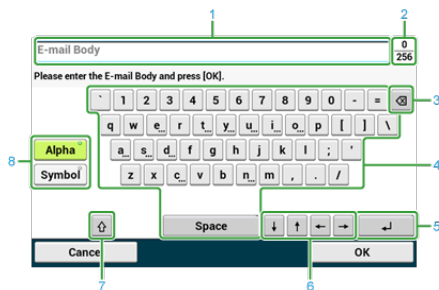 1 2
E-mail Body 0
256
Please enter the E-mail Body and press [OK].
` 1 2 3 4 5 6 7 8 9 0 - = 3
q w e r t y u i o p [ ] \
8 Alpha a s d f g h j k l ; ' 4
Symbol z x c v b n m , . /
Space 5
Cancel OK
7 6